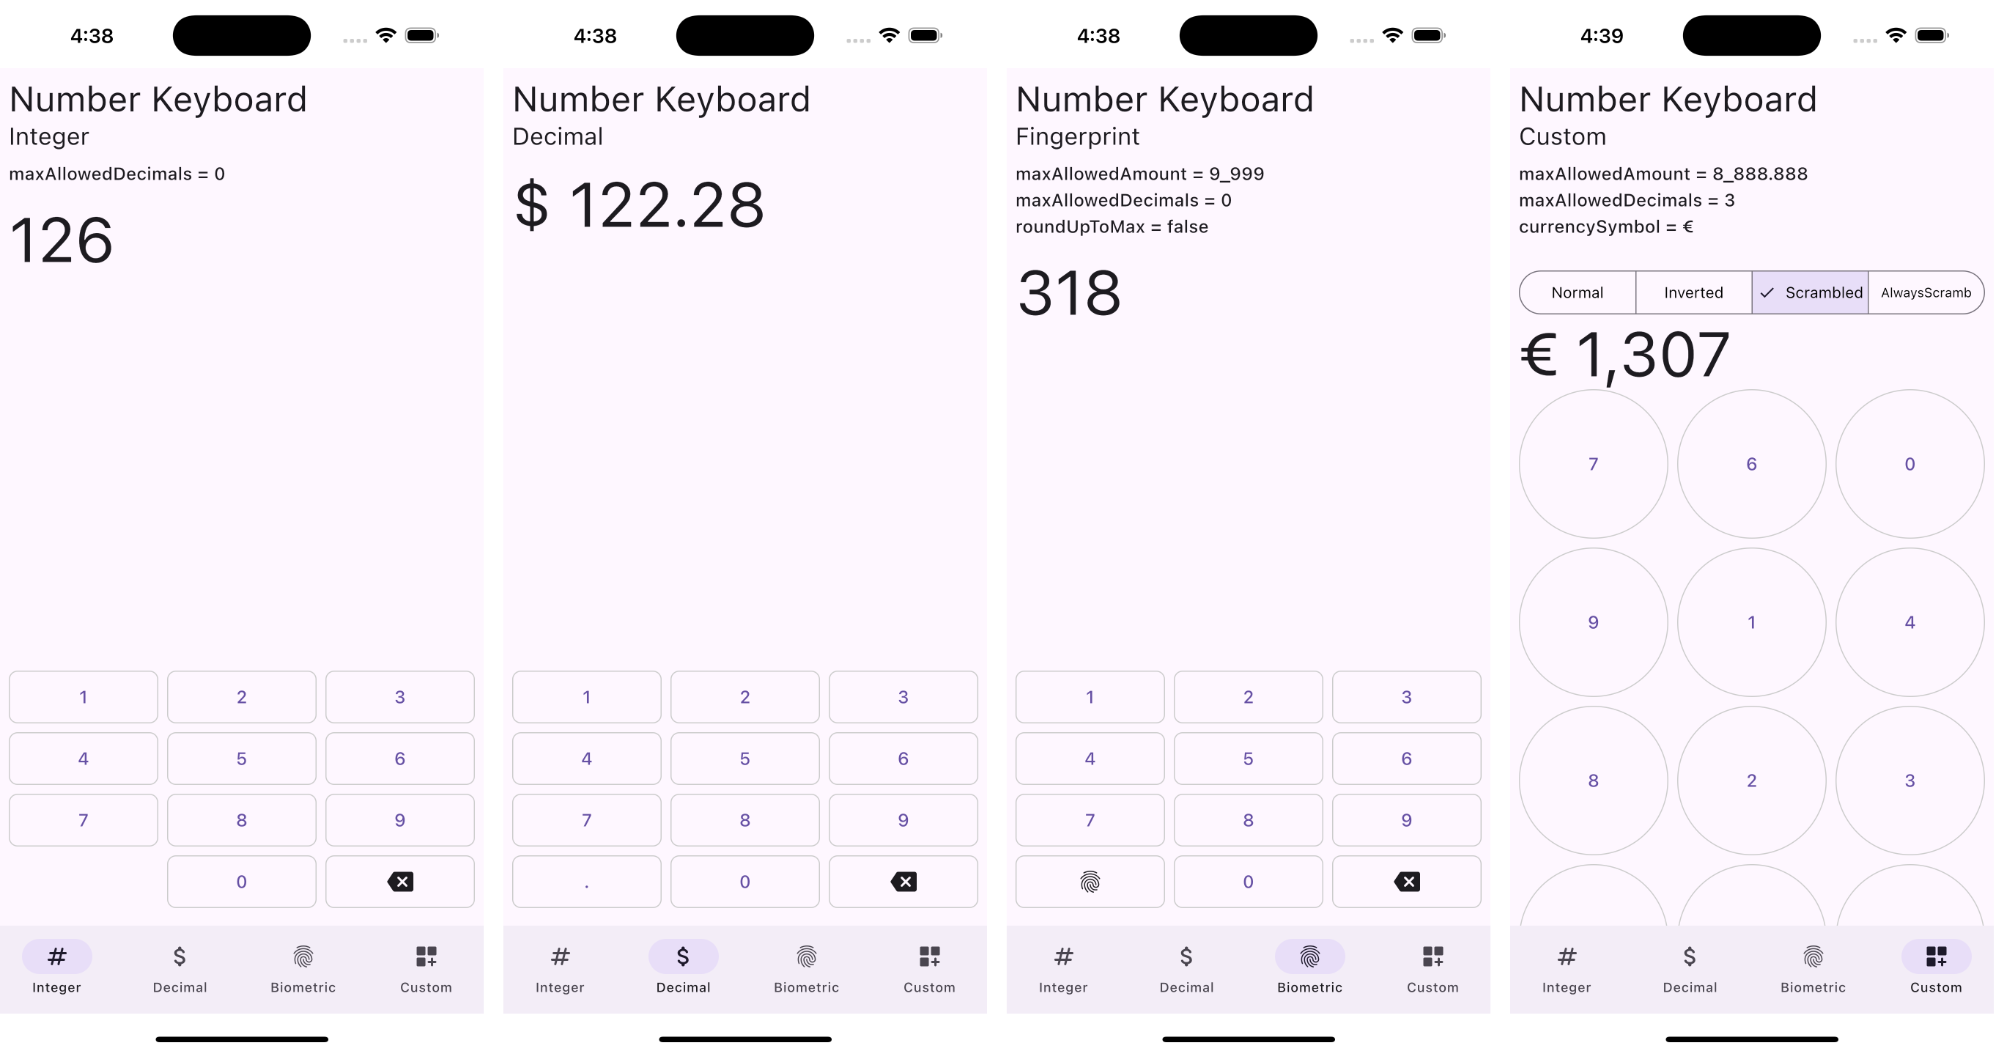 4:38
Number Keyboard
Integer
maxAllowedDecimals = 0
126
1 2 3
4 5 6
7 8 9
0
# $
Integer Decimal Biometric Custom
4:38
Number Keyboard
Decimal
$ 122.28
1 2 3
4 5 6
7 8 9
. 0
# $
Integer Decimal Biometric Custom
4:38
Number Keyboard
Fingerprint
maxAllowedAmount = 9_999
maxAllowedDecimals = 0
roundUpToMax = false
318
1 2 3
4 5 6
7 8 9
0
# $
Integer Decimal Biometric Custom
4:39
Number Keyboard
Custom
maxAllowedAmount = 8_888.888
maxAllowedDecimals = 3
currencySymbol = €
Normal Inverted Scrambled AlwaysScramb
€ 1,307
7 6 0
9 1 4
8 2 3
# $
Integer Decimal Biometric Custom